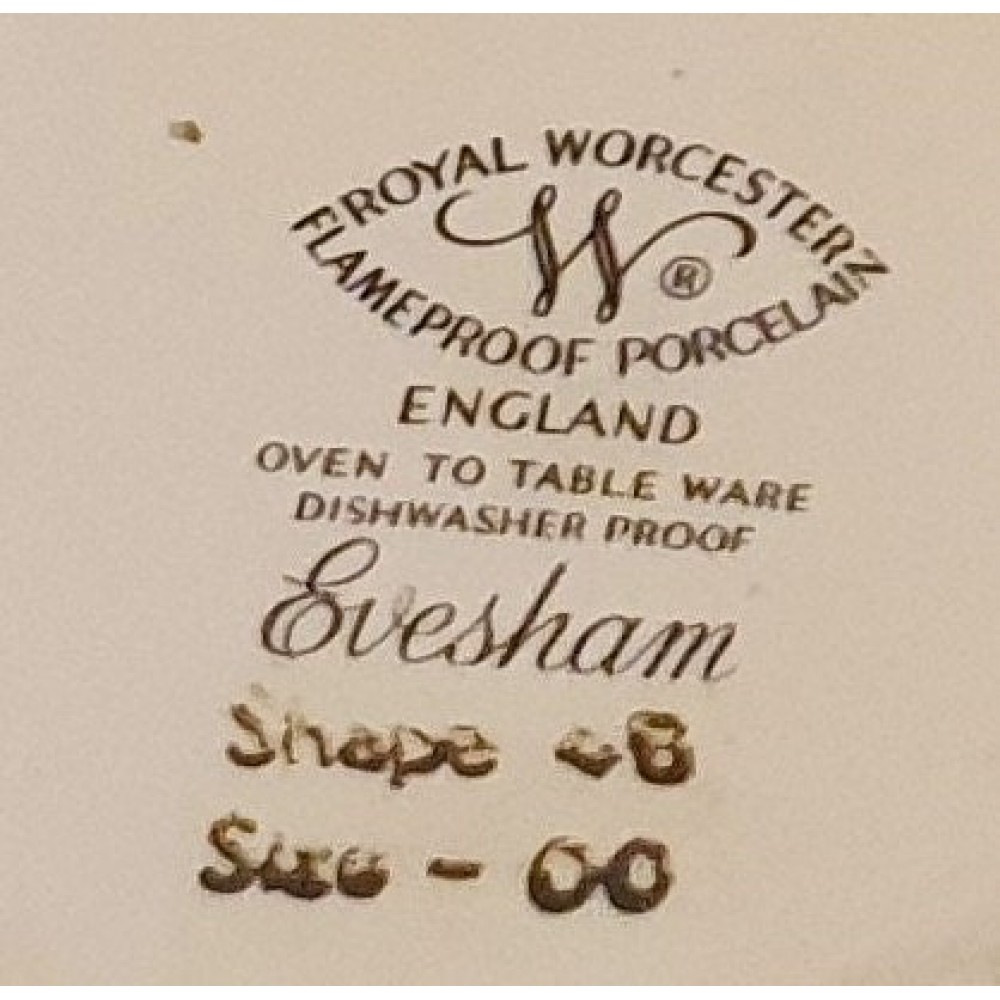 ROYAL WORCESTER
W ®
FLAMEPROOF PORCELAIN
ENGLAND
OVEN TO TABLE WARE
DISHWASHER PROOF
Evesham
Shape
Size - 00